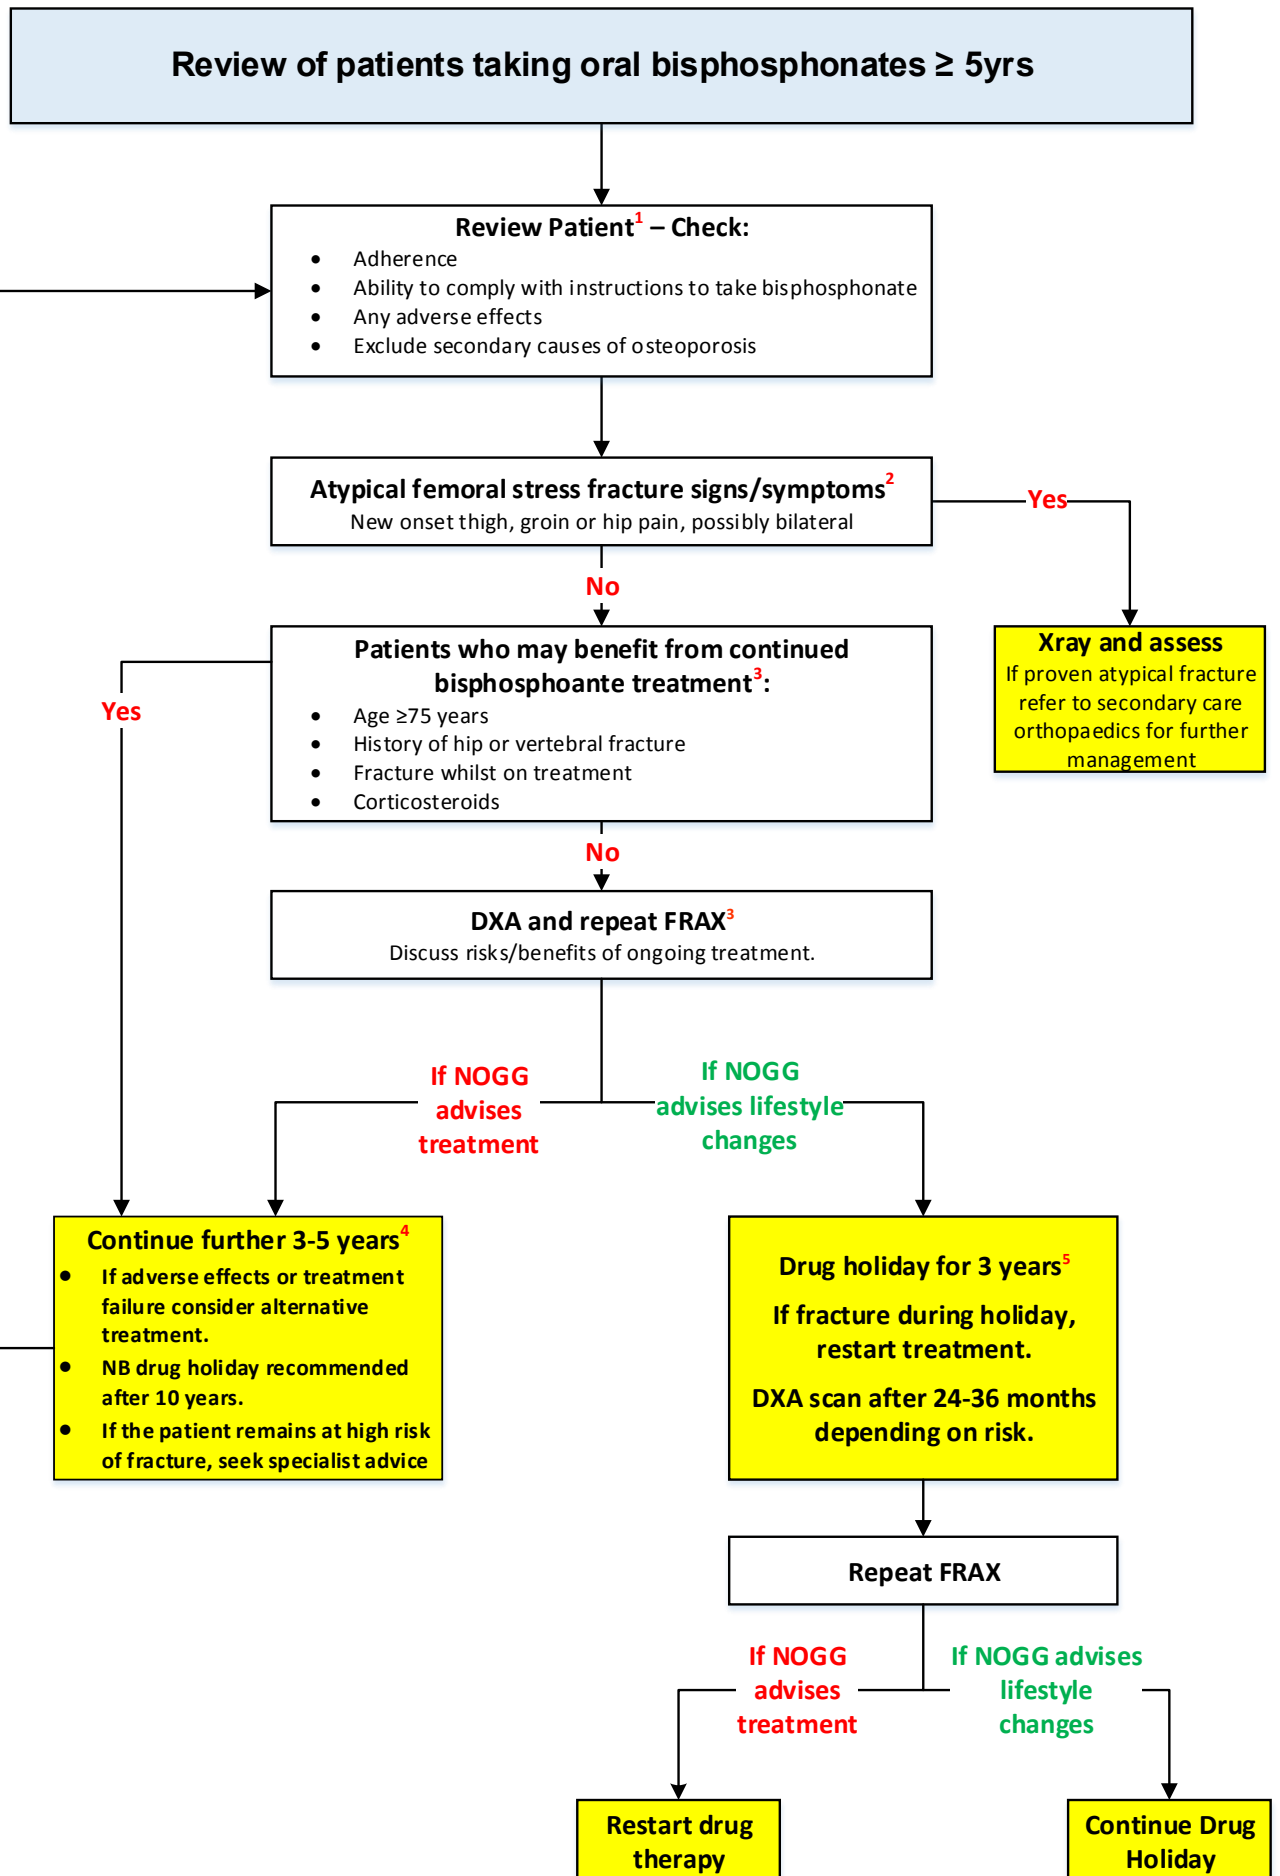 Review of patients taking oral bisphosphonates ≥ 5yrs
Review Patient1 – Check:
• Adherence
• Ability to comply with instructions to take bisphosphonate
• Any adverse effects
• Exclude secondary causes of osteoporosis
Atypical femoral stress fracture signs/symptoms2
New onset thigh, groin or hip pain, possibly bilateral
Yes
No
Xray and assess
If proven atypical fracture
refer to secondary care
orthopaedics for further
management
Patients who may benefit from continued
bisphosphoante treatment3:
• Age ≥75 years
• History of hip or vertebral fracture
• Fracture whilst on treatment
• Corticosteroids
Yes
No
DXA and repeat FRAX3
Discuss risks/benefits of ongoing treatment.
If NOGG
advises
treatment
If NOGG
advises lifestyle
changes
Continue further 3-5 years4
• If adverse effects or treatment
failure consider alternative
treatment.
• NB drug holiday recommended
after 10 years.
• If the patient remains at high risk
of fracture, seek specialist advice
Drug holiday for 3 years5
If fracture during holiday,
restart treatment.
DXA scan after 24-36 months
depending on risk.
Repeat FRAX
If NOGG
advises
treatment
If NOGG advises
lifestyle
changes
Restart drug
therapy
Continue Drug
Holiday